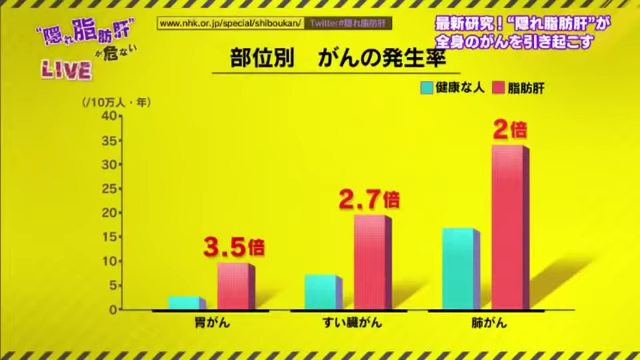 www.nhk.or.jp/special/shiboukan/ Twitter#隠れ脂肪肝
"隠れ脂肪肝"
が危ない
LIVE
最新研究!"隠れ脂肪肝"が
全身のがんを引き起こす
部位別 がんの発生率
健康な人 脂肪肝
(/10万人・年)
40
35
30
25
20
15
10
5
0
3.5倍
2.7倍
2倍
胃がん すい臓がん 肺がん